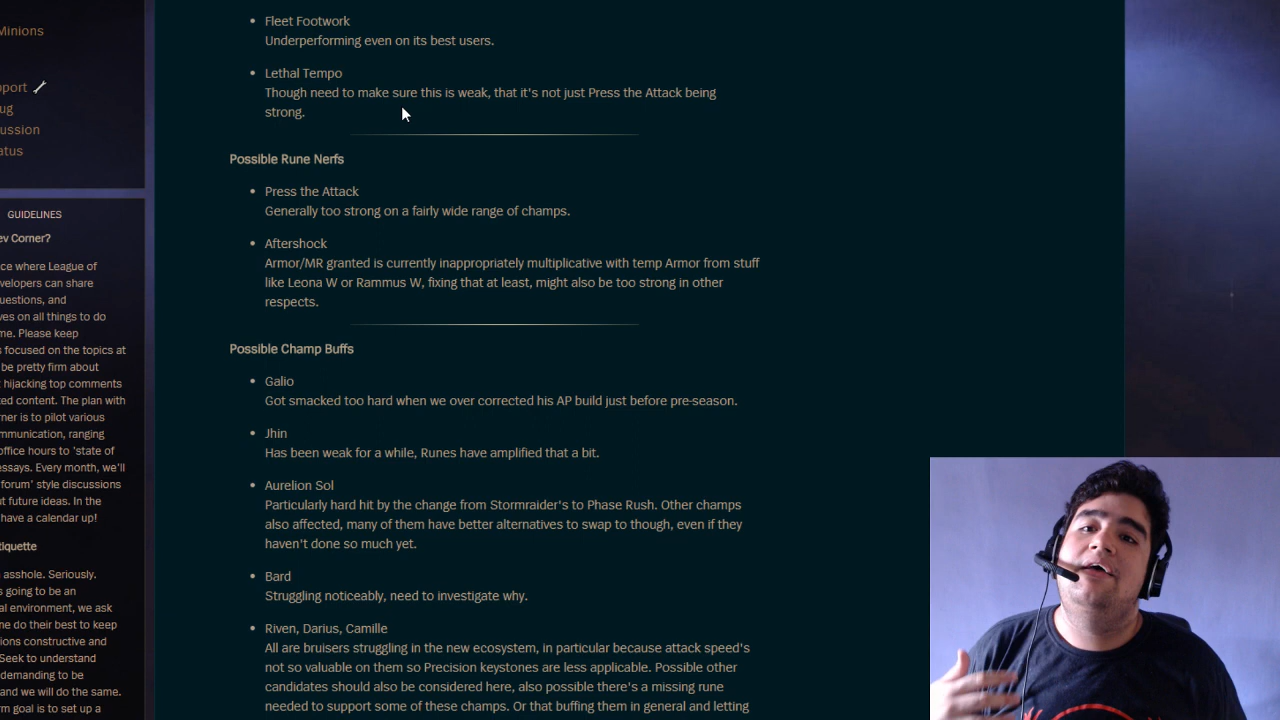 Minions
port
ug
ussion
atus
GUIDELINES
ev Corner?
ce where League of
velopers can share
uestions, and
ves on all things to do
me. Please keep
s focused on the topics at
be pretty firm about
hijacking top comments
ted content. The plan with
rner is to pilot various
mmunication, ranging
office hours to 'state of
essays. Every month, we'll
forum' style discussions
ut future ideas. In the
have a calendar up!
tiquette
asshole. Seriously.
s going to be an
al environment, we ask
ne do their best to keep
ions constructive and
Seek to understand
demanding to be
and we will do the same.
rm goal is to set up a
Fleet Footwork
Underperforming even on its best users.
Lethal Tempo
Though need to make sure this is weak, that it's not just Press the Attack being
strong.
Possible Rune Nerfs
Press the Attack
Generally too strong on a fairly wide range of champs.
Aftershock
Armor/MR granted is currently inappropriately multiplicative with temp Armor from stuff
like Leona W or Rammus W, fixing that at least, might also be too strong in other
respects.
Possible Champ Buffs
Galio
Got smacked too hard when we over corrected his AP build just before pre-season.
Jhin
Has been weak for a while, Runes have amplified that a bit.
Aurelion Sol
Particularly hard hit by the change from Stormraider's to Phase Rush. Other champs
also affected, many of them have better alternatives to swap to though, even if they
haven't done so much yet.
Bard
Struggling noticeably, need to investigate why.
Riven, Darius, Camille
All are bruisers struggling in the new ecosystem, in particular because attack speed's
not so valuable on them so Precision keystones are less applicable. Possible other
candidates should also be considered here, also possible there's a missing rune
needed to support some of these champs. Or that buffing them in general and letting